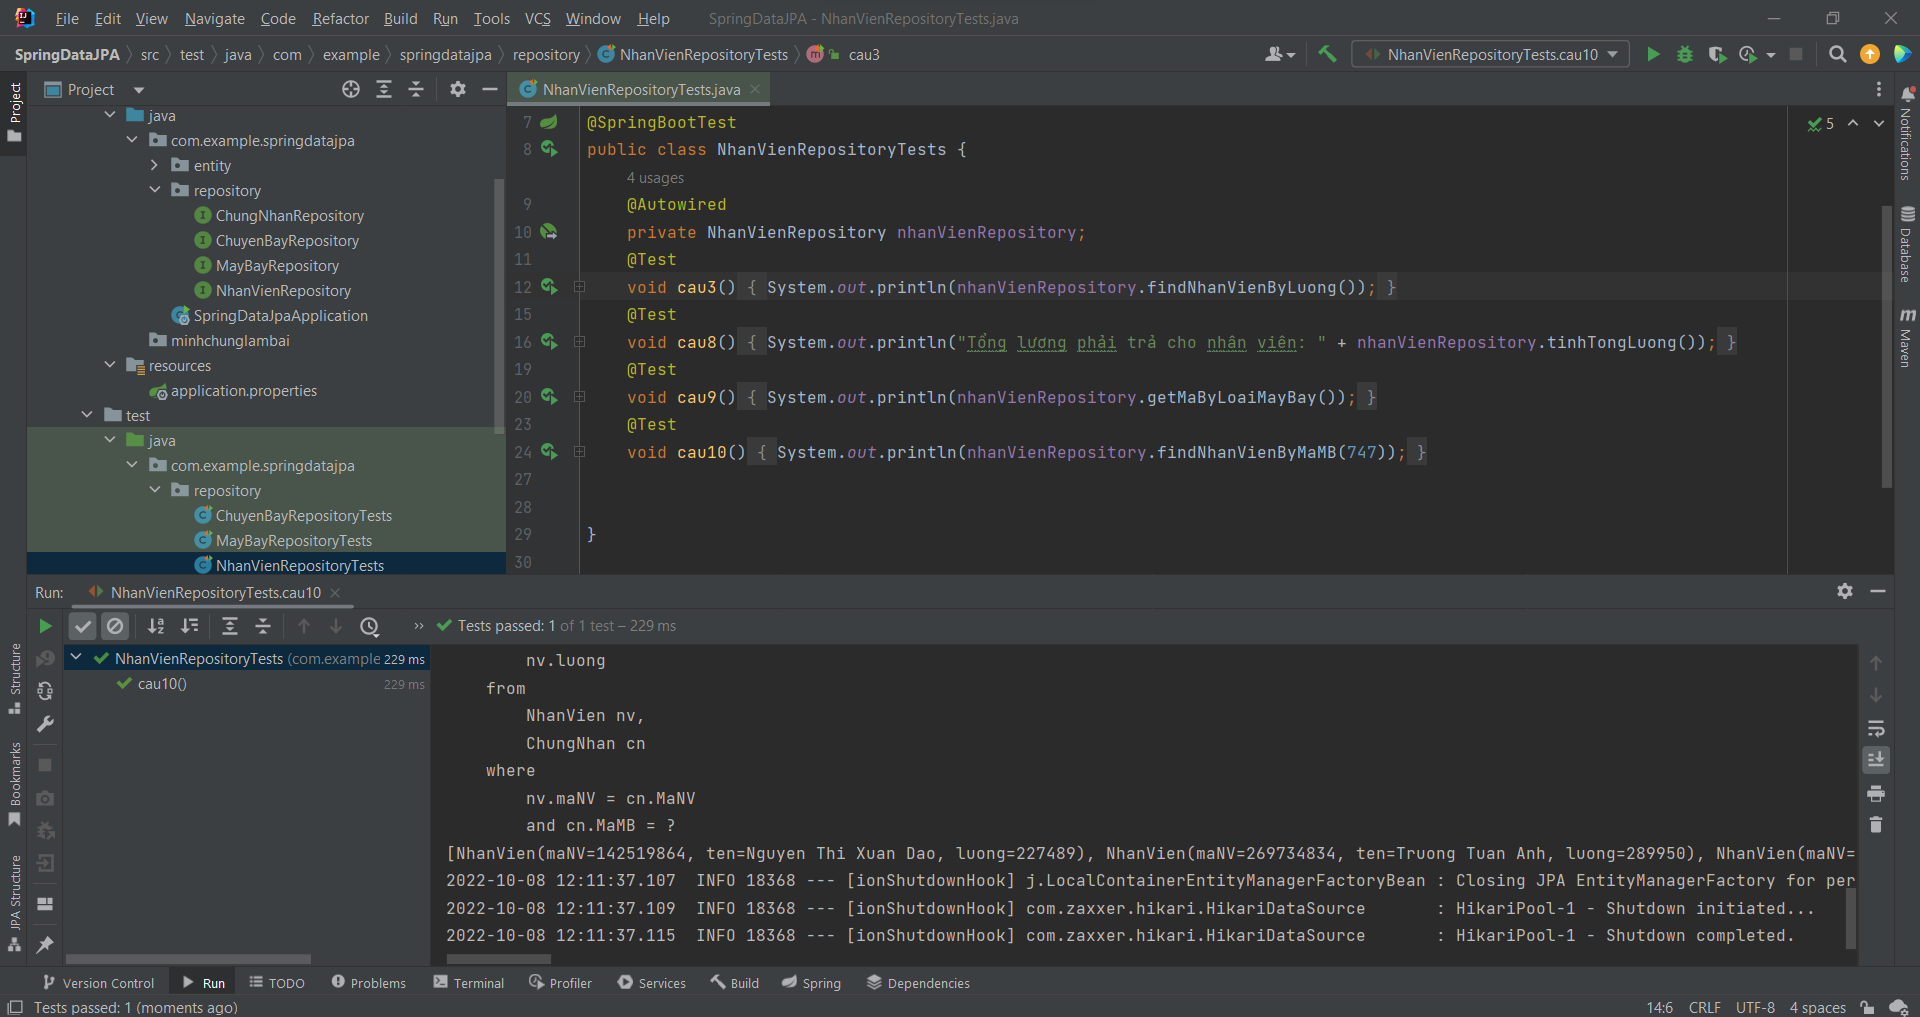 File Edit View Navigate Code Refactor Build Run Tools VCS Window Help SpringDataJPA - NhanVienRepositoryTests.java
SpringDataJPA src test java com example springdatajpa repository NhanVienRepositoryTests cau3 NhanVienRepositoryTests.cau10
Project
Project
java
com.example.springdatajpa
entity
repository
ChungNhanRepository
ChuyenBayRepository
MayBayRepository
NhanVienRepository
SpringDataJpaApplication
minhchunglambai
resources
application.properties
test
java
com.example.springdatajpa
repository
ChuyenBayRepositoryTests
MayBayRepositoryTests
NhanVienRepositoryTests
NhanVienRepositoryTests.java
5
7 @SpringBootTest
8 public class NhanVienRepositoryTests {
4 usages
9 @Autowired
10 private NhanVienRepository nhanVienRepository;
11 @Test
12 void cau3() { System.out.println(nhanVienRepository.findNhanVienByLuong()); }
15 @Test
16 void cau8() { System.out.println("Tổng lương phải trả cho nhân viên: " + nhanVienRepository.tinhTongLuong()); }
19 @Test
20 void cau9() { System.out.println(nhanVienRepository.getMaByLoaiMayBay()); }
23 @Test
24 void cau10() { System.out.println(nhanVienRepository.findNhanVienByMaMB(747)); }
27
28
29 }
30
Notifications
Database
Maven
Run: NhanVienRepositoryTests.cau10
Tests passed: 1 of 1 test – 229 ms
NhanVienRepositoryTests (com.example 229 ms
cau10() 229 ms
nv.luong
from
NhanVien nv,
ChungNhan cn
where
nv.maNV = cn.MaNV
and cn.MaMB = ?
[NhanVien(maNV=142519864, ten=Nguyen Thi Xuan Dao, luong=227489), NhanVien(maNV=269734834, ten=Truong Tuan Anh, luong=289950), NhanVien(maNV=
2022-10-08 12:11:37.107 INFO 18368 --- [ionShutdownHook] j.LocalContainerEntityManagerFactoryBean : Closing JPA EntityManagerFactory for per
2022-10-08 12:11:37.109 INFO 18368 --- [ionShutdownHook] com.zaxxer.hikari.HikariDataSource : HikariPool-1 - Shutdown initiated...
2022-10-08 12:11:37.115 INFO 18368 --- [ionShutdownHook] com.zaxxer.hikari.HikariDataSource : HikariPool-1 - Shutdown completed.
Structure
Bookmarks
JPA Structure
Version Control Run TODO Problems Terminal Profiler Services Build Spring Dependencies
Tests passed: 1 (moments ago) 14:6 CRLF UTF-8 4 spaces